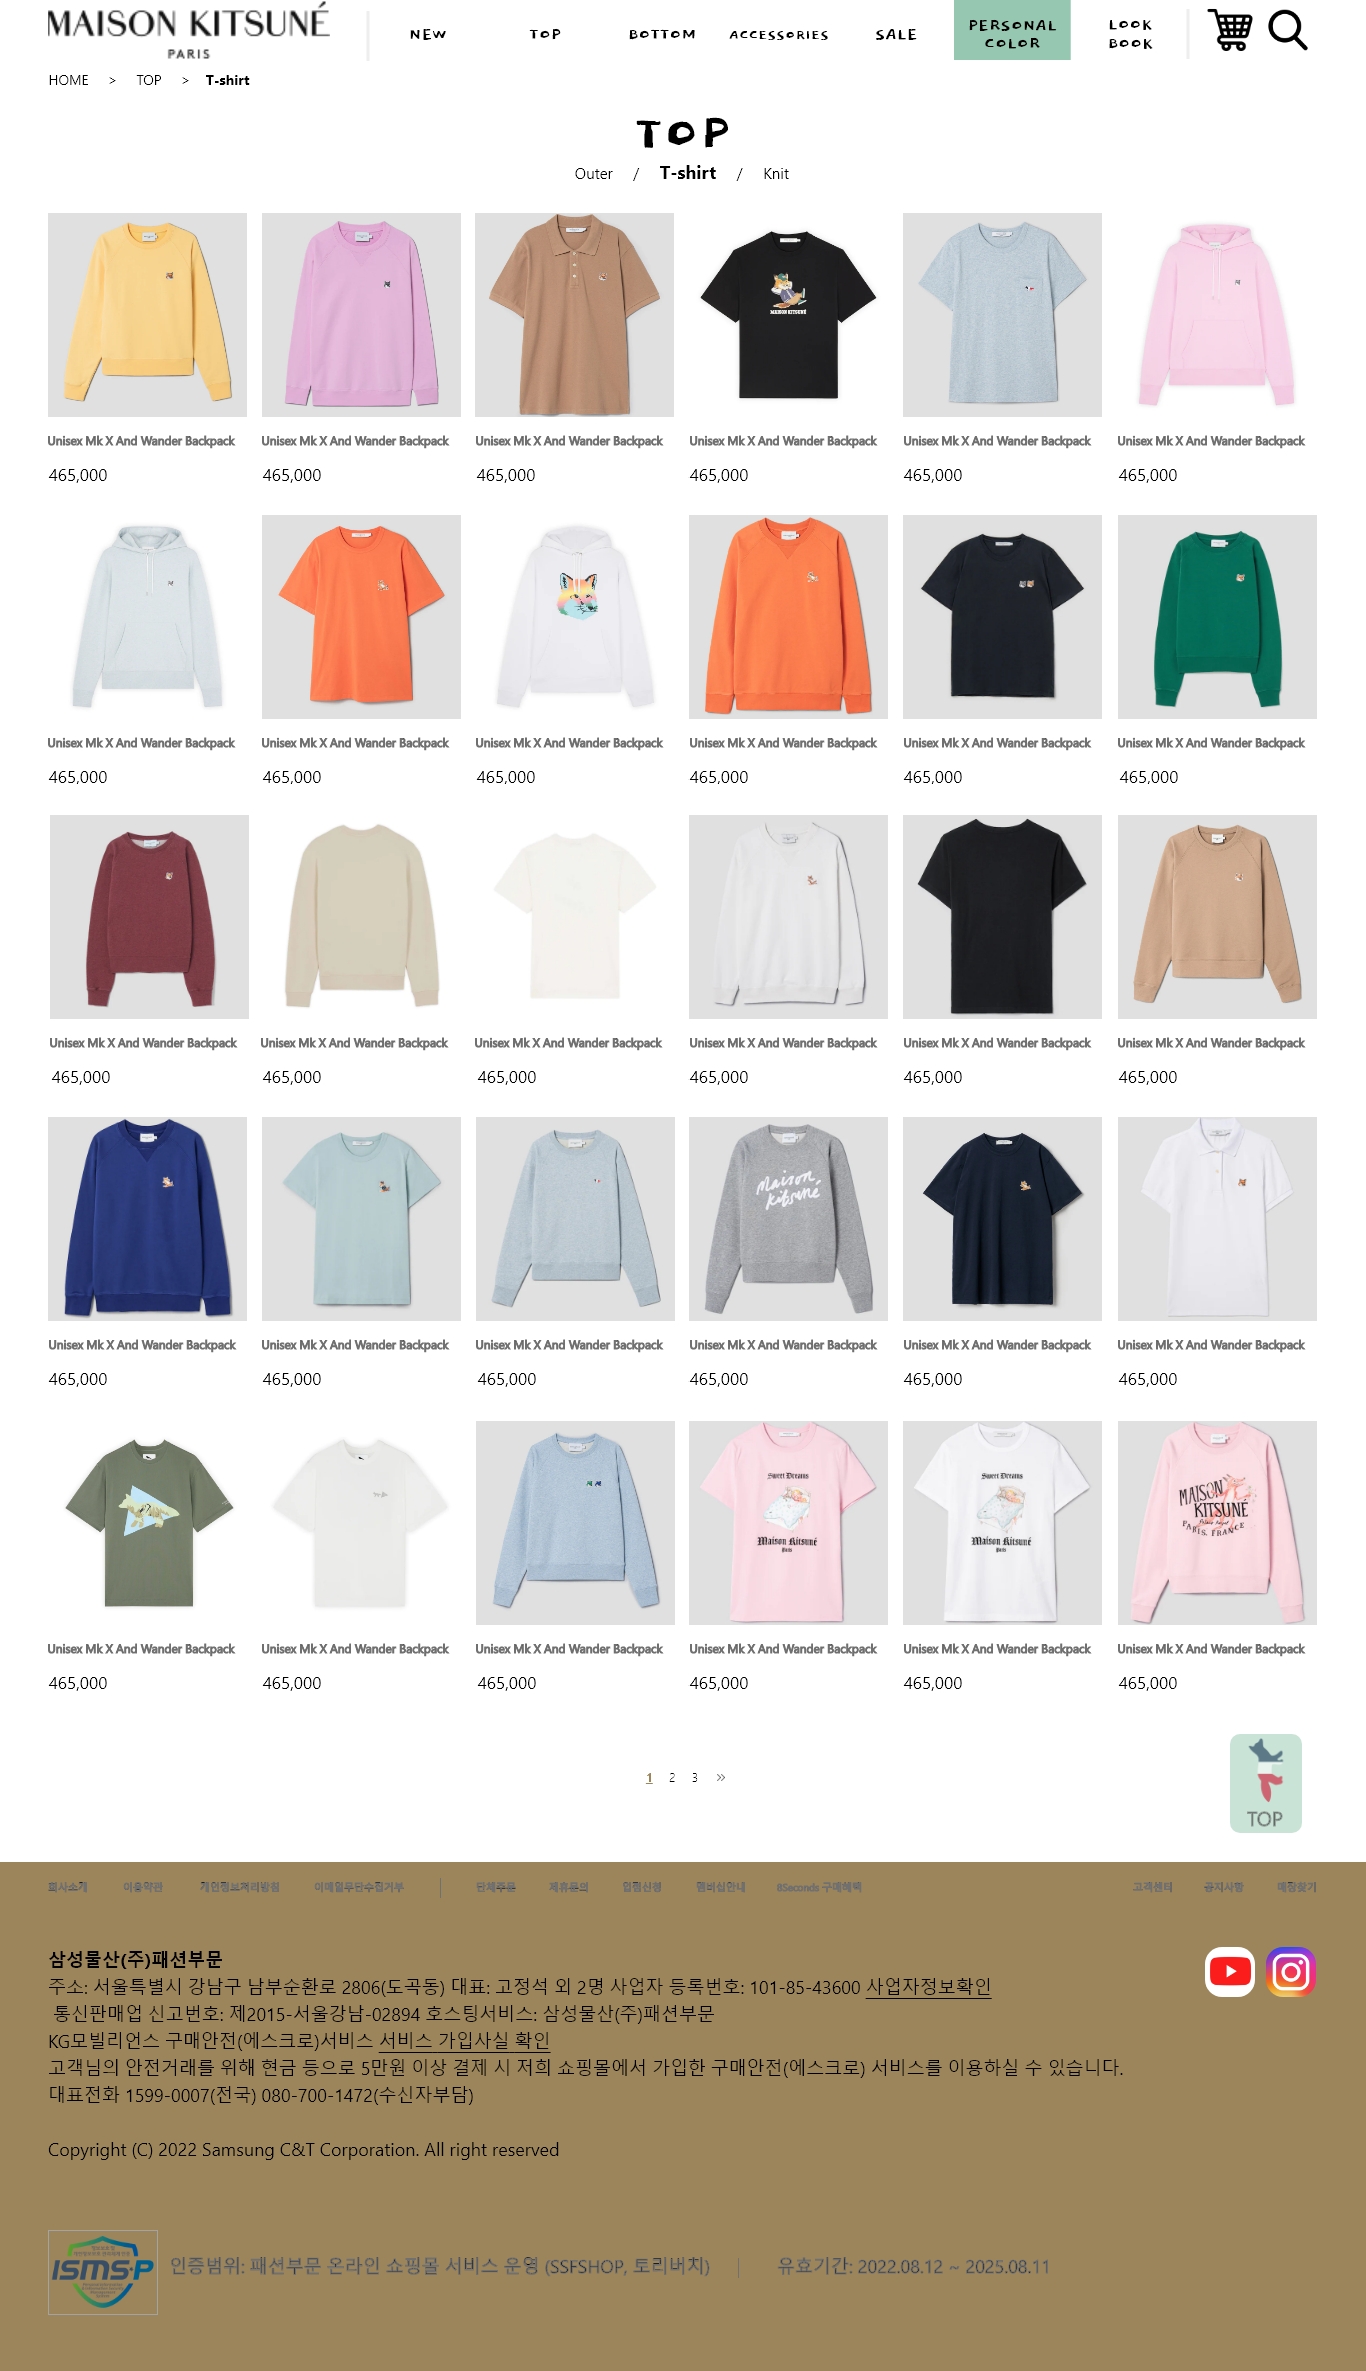 MAISON KITSUNÉ
PARIS
NEW
TOP
BOTTOM
ACCESSORIES
SALE
PERSONAL
COLOR
LOOK
BOOK
HOME > TOP > T-shirt
TOP
Outer / T-shirt / Knit
MAISON KITSUNÉ
Unisex Mk X And Wander Backpack Unisex Mk X And Wander Backpack Unisex Mk X And Wander Backpack Unisex Mk X And Wander Backpack Unisex Mk X And Wander Backpack Unisex Mk X And Wander Backpack
465,000 465,000 465,000 465,000 465,000 465,000
Unisex Mk X And Wander Backpack Unisex Mk X And Wander Backpack Unisex Mk X And Wander Backpack Unisex Mk X And Wander Backpack Unisex Mk X And Wander Backpack Unisex Mk X And Wander Backpack
465,000 465,000 465,000 465,000 465,000 465,000
Unisex Mk X And Wander Backpack Unisex Mk X And Wander Backpack Unisex Mk X And Wander Backpack Unisex Mk X And Wander Backpack Unisex Mk X And Wander Backpack Unisex Mk X And Wander Backpack
465,000 465,000 465,000 465,000 465,000 465,000
Maison
Kitsuné
Unisex Mk X And Wander Backpack Unisex Mk X And Wander Backpack Unisex Mk X And Wander Backpack Unisex Mk X And Wander Backpack Unisex Mk X And Wander Backpack Unisex Mk X And Wander Backpack
465,000 465,000 465,000 465,000 465,000 465,000
Sweet Dreams
Maison Kitsuné
Paris
Sweet Dreams
Maison Kitsuné
Paris
MAISON
KITSUNÉ
Palais Royal
PARIS, FRANCE
Unisex Mk X And Wander Backpack Unisex Mk X And Wander Backpack Unisex Mk X And Wander Backpack Unisex Mk X And Wander Backpack Unisex Mk X And Wander Backpack Unisex Mk X And Wander Backpack
465,000 465,000 465,000 465,000 465,000 465,000
1 2 3 »
TOP
회사소개 이용약관 개인정보처리방침 이메일무단수집거부 단체주문 제휴문의 입점신청 멤버십안내 8Seconds 구매혜택 고객센터 공지사항 매장찾기
삼성물산(주)패션부문
주소: 서울특별시 강남구 남부순환로 2806(도곡동) 대표: 고정석 외 2명 사업자 등록번호: 101-85-43600 사업자정보확인
통신판매업 신고번호: 제2015-서울강남-02894 호스팅서비스: 삼성물산(주)패션부문
KG모빌리언스 구매안전(에스크로)서비스 서비스 가입사실 확인
고객님의 안전거래를 위해 현금 등으로 5만원 이상 결제 시 저희 쇼핑몰에서 가입한 구매안전(에스크로) 서비스를 이용하실 수 있습니다.
대표전화 1599-0007(전국) 080-700-1472(수신자부담)
Copyright (C) 2022 Samsung C&T Corporation. All right reserved
ISMS-P
인증범위: 패션부문 온라인 쇼핑몰 서비스 운영 (SSFSHOP, 토리버치) 유효기간: 2022.08.12 ~ 2025.08.11